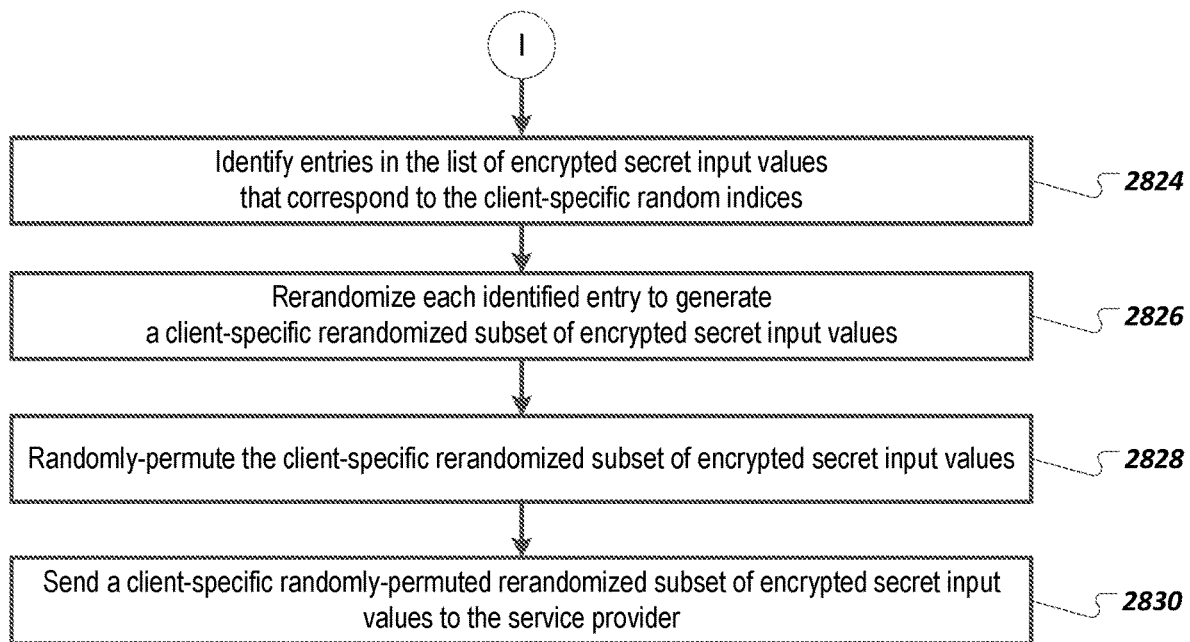 I
Identify entries in the list of encrypted secret input values
that correspond to the client-specific random indices
2824
Rerandomize each identified entry to generate
a client-specific rerandomized subset of encrypted secret input values
2826
Randomly-permute the client-specific rerandomized subset of encrypted secret input values
2828
Send a client-specific randomly-permuted rerandomized subset of encrypted secret input
values to the service provider
2830